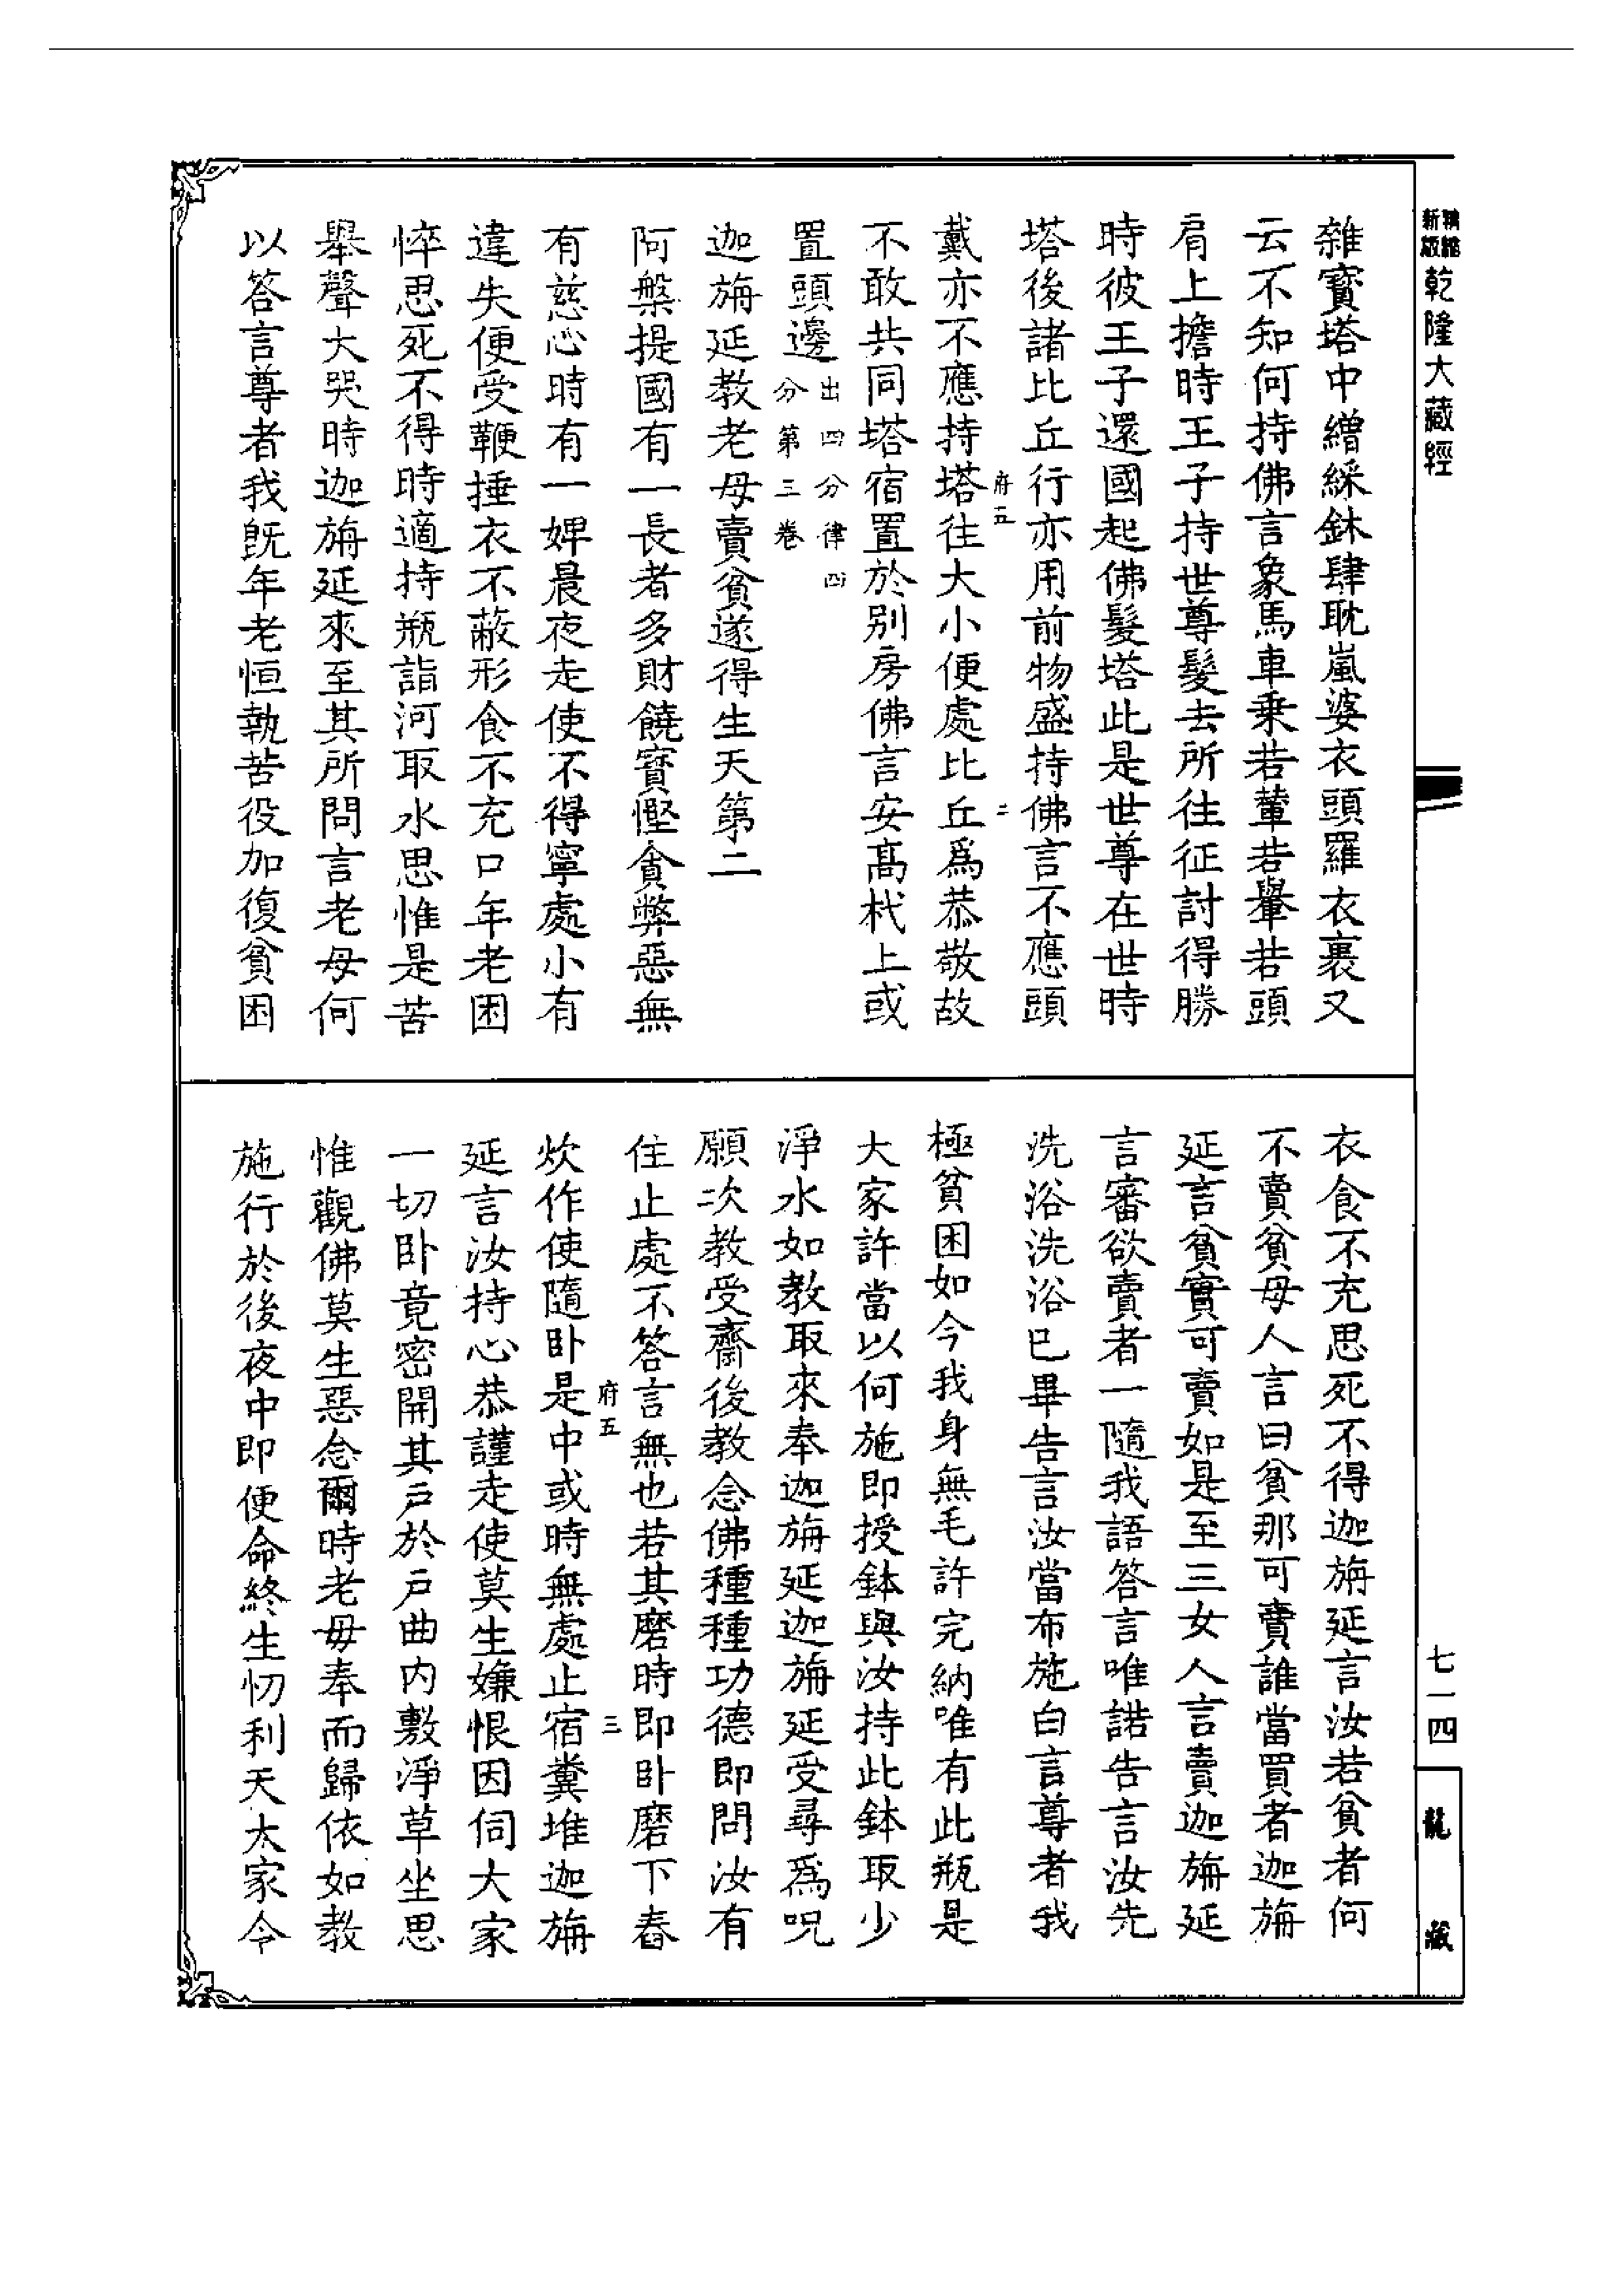 精縮新版乾隆大藏經
雜寶塔中繒綵鉢肆耽嵐婆衣頭羅衣裹又
云不知何持佛言象馬車乘若輦若轝若頭
肩上擔時王子持世尊髮去所往征討得勝
時彼王子還國起佛髮塔此是世尊在世時
塔後諸比丘行亦用前物盛持佛言不應頭
府五
二
戴亦不應持塔往大小便處比丘為恭敬故
不敢共同塔宿置於別房佛言安髙杙上或
置頭邊出四分律四分第三卷
迦旃延教老母賣貧遂得生天第二
阿槃提國有一長者多財饒寶慳貪弊惡無
有慈心時有一婢晨夜走使不得寧處小有
違失便受鞭捶衣不蔽形食不充口年老困
悴思死不得時適持瓶詣河取水思惟是苦
舉聲大哭時迦旃延來至其所問言老母何
以答言尊者我旣年老恒執苦役加復貧困
衣食不充思死不得迦旃延言汝若貧者何
不賣貧母人言曰貧那可賣誰當買者迦旃
延言貧實可賣如是至三女人言賣迦旃延
言審欲賣者一隨我語答言唯諾告言汝先
洗浴洗浴巳畢告言汝當布施白言尊者我
極貧困如今我身無毛許完納唯有此瓶是
大家許當以何施即授鉢與汝持此鉢取少
淨水如教取來奉迦旃延迦旃延受尋為呪
願次教受齋後教念佛種種功德即問汝有
住止處不答言無也若其磨時即卧磨下舂
府五
三
炊作使隨卧是中或時無處止宿糞堆迦旃
延言汝持心恭謹走使莫生嫌恨因伺大家
一切卧竟密開其戶於戶曲內敷淨草坐思
惟觀佛莫生惡念爾時老母奉而歸依如教
施行於後夜中即便命終生忉利天大家今
七一四
龍藏